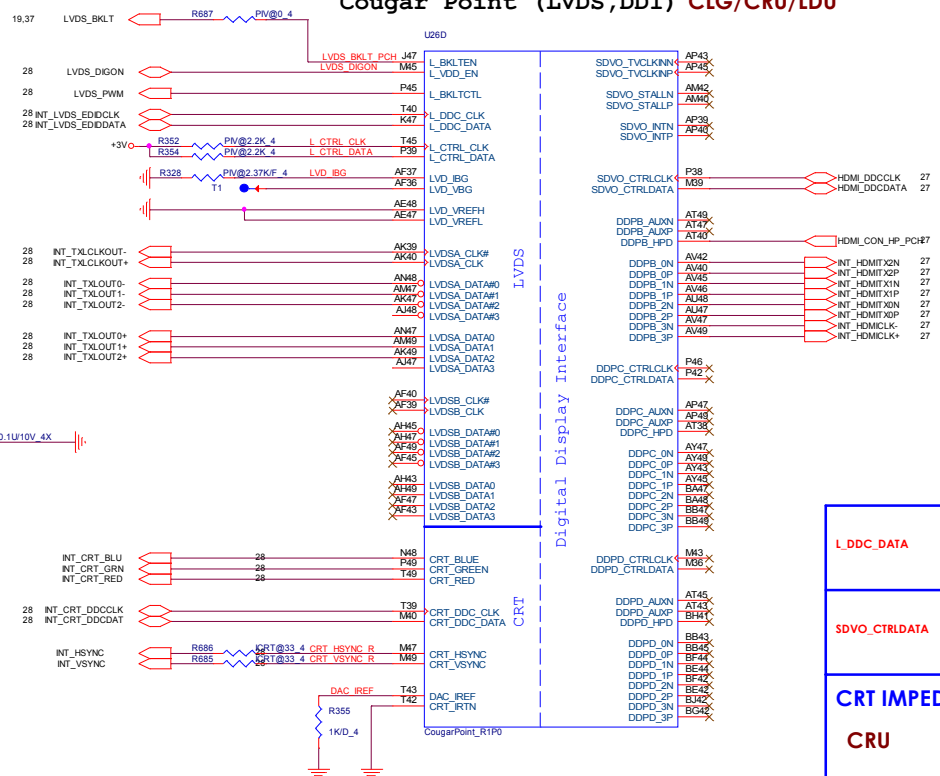 Cougar Point (LVDS,DDI) CLG/CRU/LDU
19,37 LVDS_BKLT R687 PIV@0_4
U26D
LVDS_BKLT_PCH J47 L_BKLTEN
28 LVDS_DIGON LVDS_DIGON M45 L_VDD_EN
28 LVDS_PWM P45 L_BKLTCTL
28 INT_LVDS_EDIDCLK T40 L_DDC_CLK
28 INT_LVDS_EDIDDATA K47 L_DDC_DATA
+3V R352 PIV@2.2K_4 L_CTRL_CLK T45 L_CTRL_CLK
R354 PIV@2.2K_4 L_CTRL_DATA P39 L_CTRL_DATA
R328 PIV@2.37K/F_4 LVD_IBG AF37 LVD_IBG
T1 AF36 LVD_VBG
AE48 LVD_VREFH
AE47 LVD_VREFL
28 INT_TXLCLKOUT- AK39 LVDSA_CLK#
28 INT_TXLCLKOUT+ AK40 LVDSA_CLK
28 INT_TXLOUT0- AN48 LVDSA_DATA#0
28 INT_TXLOUT1- AM47 LVDSA_DATA#1
28 INT_TXLOUT2- AK47 LVDSA_DATA#2
AJ48 LVDSA_DATA#3
28 INT_TXLOUT0+ AN47 LVDSA_DATA0
28 INT_TXLOUT1+ AM49 LVDSA_DATA1
28 INT_TXLOUT2+ AK49 LVDSA_DATA2
AJ47 LVDSA_DATA3
AF40 LVDSB_CLK#
AF39 LVDSB_CLK
0.1U/10V_4X
AH45 LVDSB_DATA#0
AH47 LVDSB_DATA#1
AF49 LVDSB_DATA#2
AF45 LVDSB_DATA#3
AH43 LVDSB_DATA0
AH49 LVDSB_DATA1
AF47 LVDSB_DATA2
AF43 LVDSB_DATA3
INT_CRT_BLU 28 N48 CRT_BLUE
INT_CRT_GRN 28 P49 CRT_GREEN
INT_CRT_RED 28 T49 CRT_RED
28 INT_CRT_DDCCLK T39 CRT_DDC_CLK
28 INT_CRT_DDCDAT M40 CRT_DDC_DATA
INT_HSYNC R686 28 CRT@33_4 CRT_HSYNC_R M47 CRT_HSYNC
INT_VSYNC R685 28 CRT@33_4 CRT_VSYNC_R M49 CRT_VSYNC
DAC_IREF T43 DAC_IREF
T42 CRT_IRTN
R355
1K/D_4
CougarPoint_R1P0
LVDS
CRT
Digital Display Interface
SDVO_TVCLKINN AP43
SDVO_TVCLKINP AP45
SDVO_STALLN AM42
SDVO_STALLP AM40
SDVO_INTN AP39
SDVO_INTP AP40
SDVO_CTRLCLK P38 HDMI_DDCCLK 27
SDVO_CTRLDATA M39 HDMI_DDCDATA 27
DDPB_AUXN AT49
DDPB_AUXP AT47
DDPB_HPD AT40 HDMI_CON_HP_PCH 27
DDPB_0N AV42 INT_HDMITX2N 27
DDPB_0P AV40 INT_HDMITX2P 27
DDPB_1N AV45 INT_HDMITX1N 27
DDPB_1P AV46 INT_HDMITX1P 27
DDPB_2N AU48 INT_HDMITX0N 27
DDPB_2P AU47 INT_HDMITX0P 27
DDPB_3N AV47 INT_HDMICLK- 27
DDPB_3P AV49 INT_HDMICLK+ 27
DDPC_CTRLCLK P46
DDPC_CTRLDATA P42
DDPC_AUXN AP47
DDPC_AUXP AP49
DDPC_HPD AT38
DDPC_0N AY47
DDPC_0P AY49
DDPC_1N AY43
DDPC_1P AY45
DDPC_2N BA47
DDPC_2P BA48
DDPC_3N BB47
DDPC_3P BB49
DDPD_CTRLCLK M43
DDPD_CTRLDATA M36
DDPD_AUXN AT45
DDPD_AUXP AT43
DDPD_HPD BH41
DDPD_0N BB43
DDPD_0P BB45
DDPD_1N BF44
DDPD_1P BE44
DDPD_2N BF42
DDPD_2P BE42
DDPD_3N BJ42
DDPD_3P BG42
L_DDC_DATA
SDVO_CTRLDATA
CRT IMPED
CRU